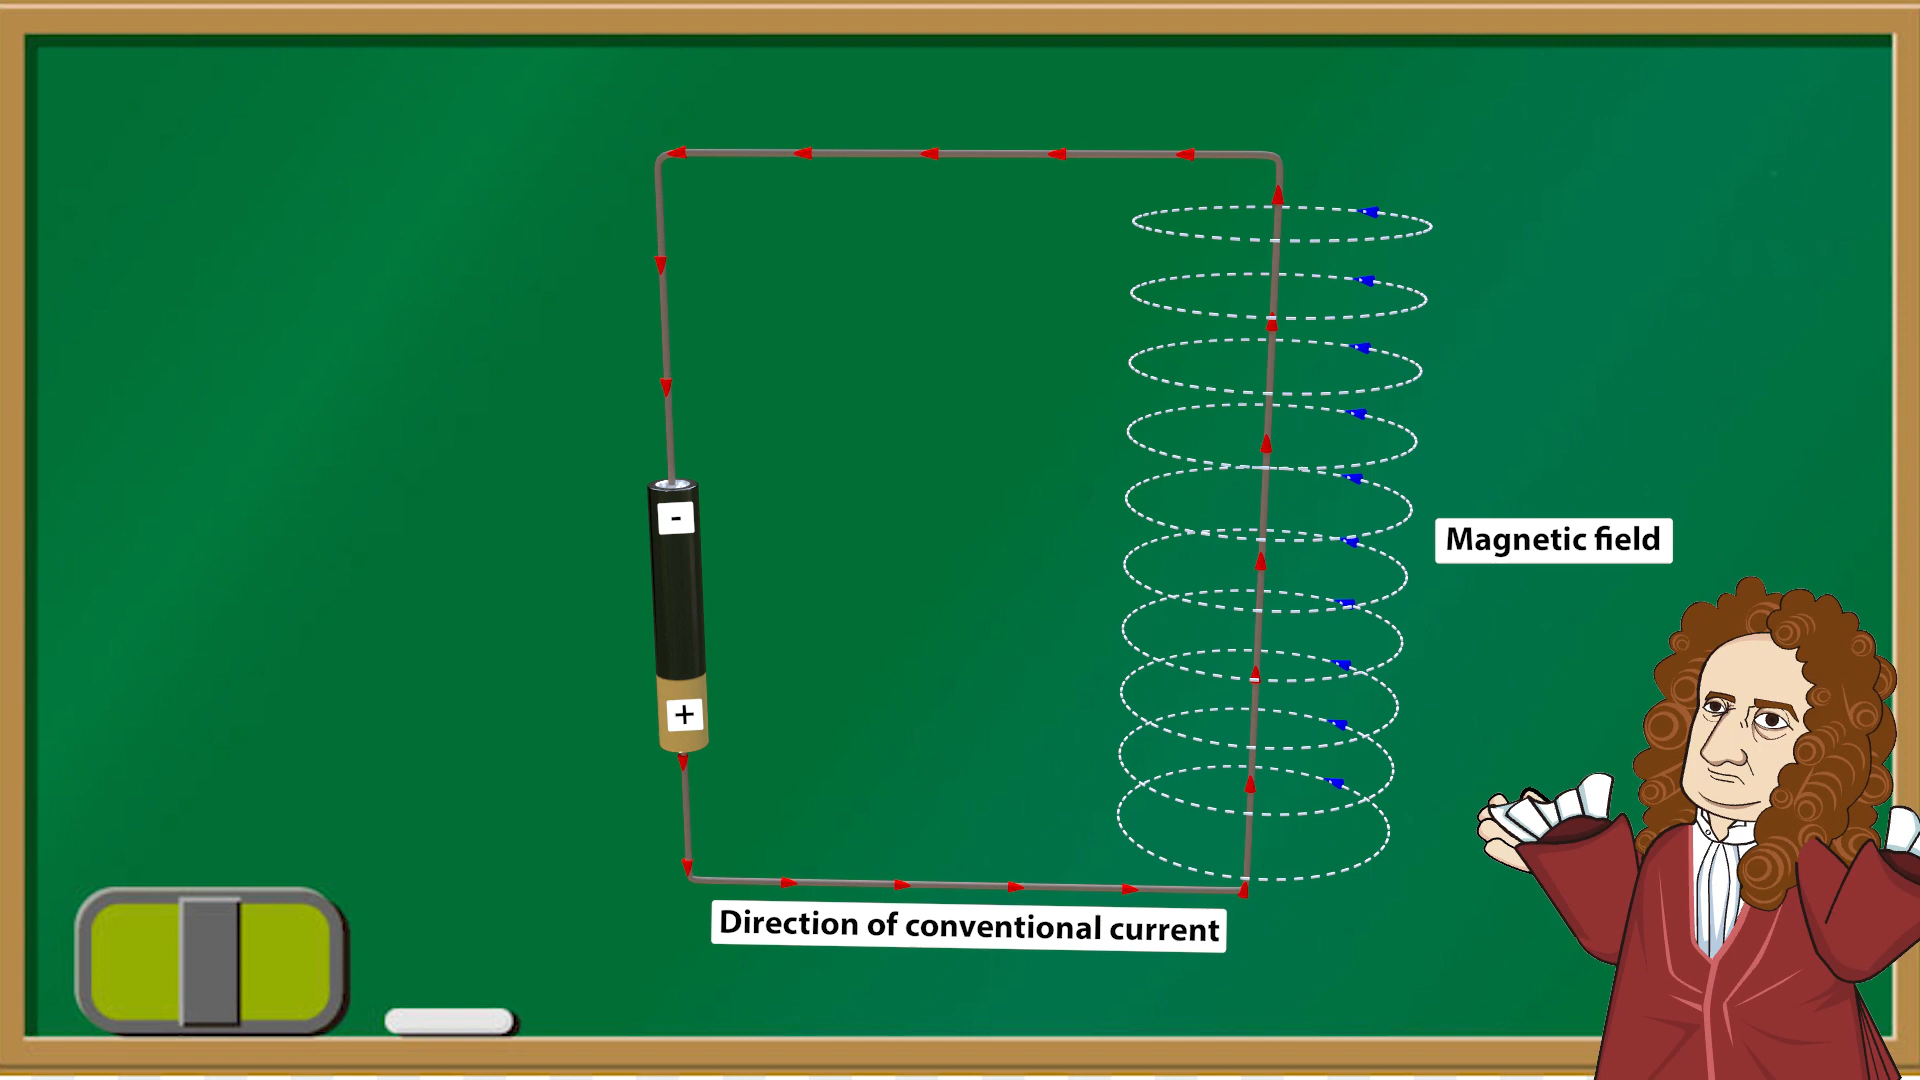 -
Magnetic field
+
Direction of conventional current